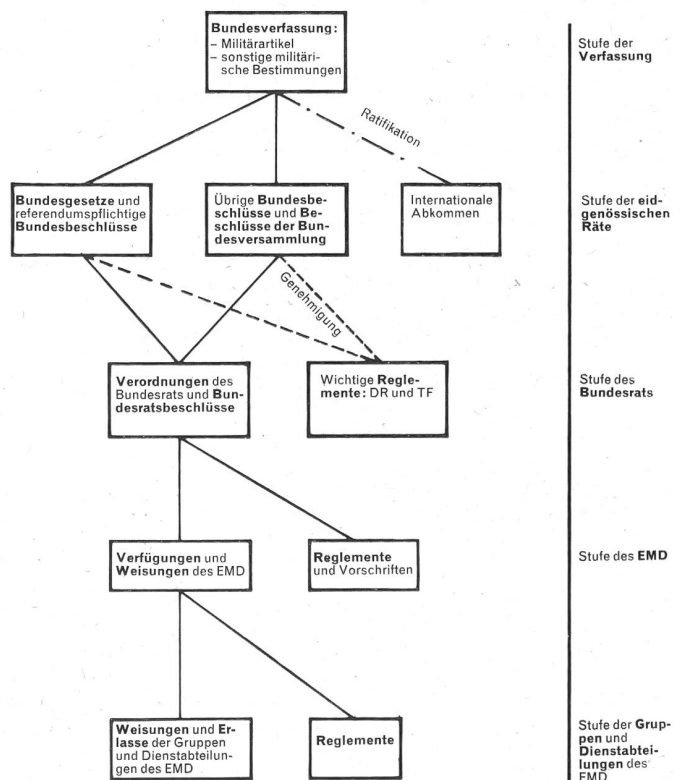 Bundesverfassung:
– Militärartikel
– sonstige militäri-
sche Bestimmungen
Stufe der
Verfassung
Ratifikation
Bundesgesetze und
referendumspflichtige
Bundesbeschlüsse
Übrige Bundesbe-
schlüsse und Be-
schlüsse der Bun-
desversammlung
Internationale
Abkommen
Stufe der eid-
genössischen
Räte
Genehmigung
Verordnungen des
Bundesrats und Bun-
desratsbeschlüsse
Wichtige Regle-
mente: DR und TF
Stufe des
Bundesrats
Verfügungen und
Weisungen des EMD
Reglemente
und Vorschriften
Stufe des EMD
Weisungen und Er-
lasse der Gruppen
und Dienstabteilun-
gen des EMD
Reglemente
Stufe der Grup-
pen und
Dienstabtei-
lungen des
EMD